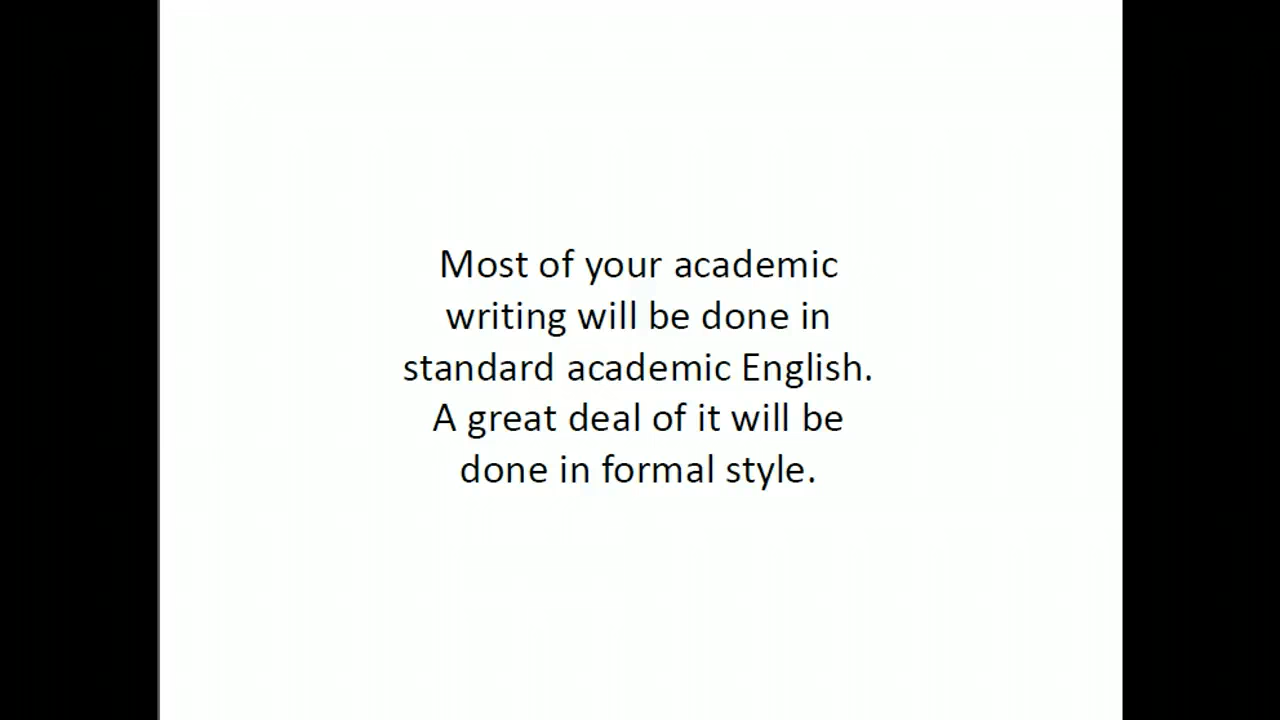 Most of your academic
writing will be done in
standard academic English.
A great deal of it will be
done in formal style.